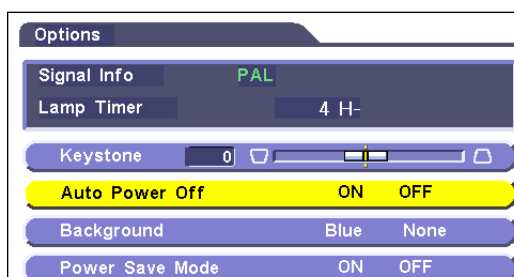 Options
Signal Info PAL
Lamp Timer 4 H-
Keystone 0
Auto Power Off ON OFF
Background Blue None
Power Save Mode ON OFF